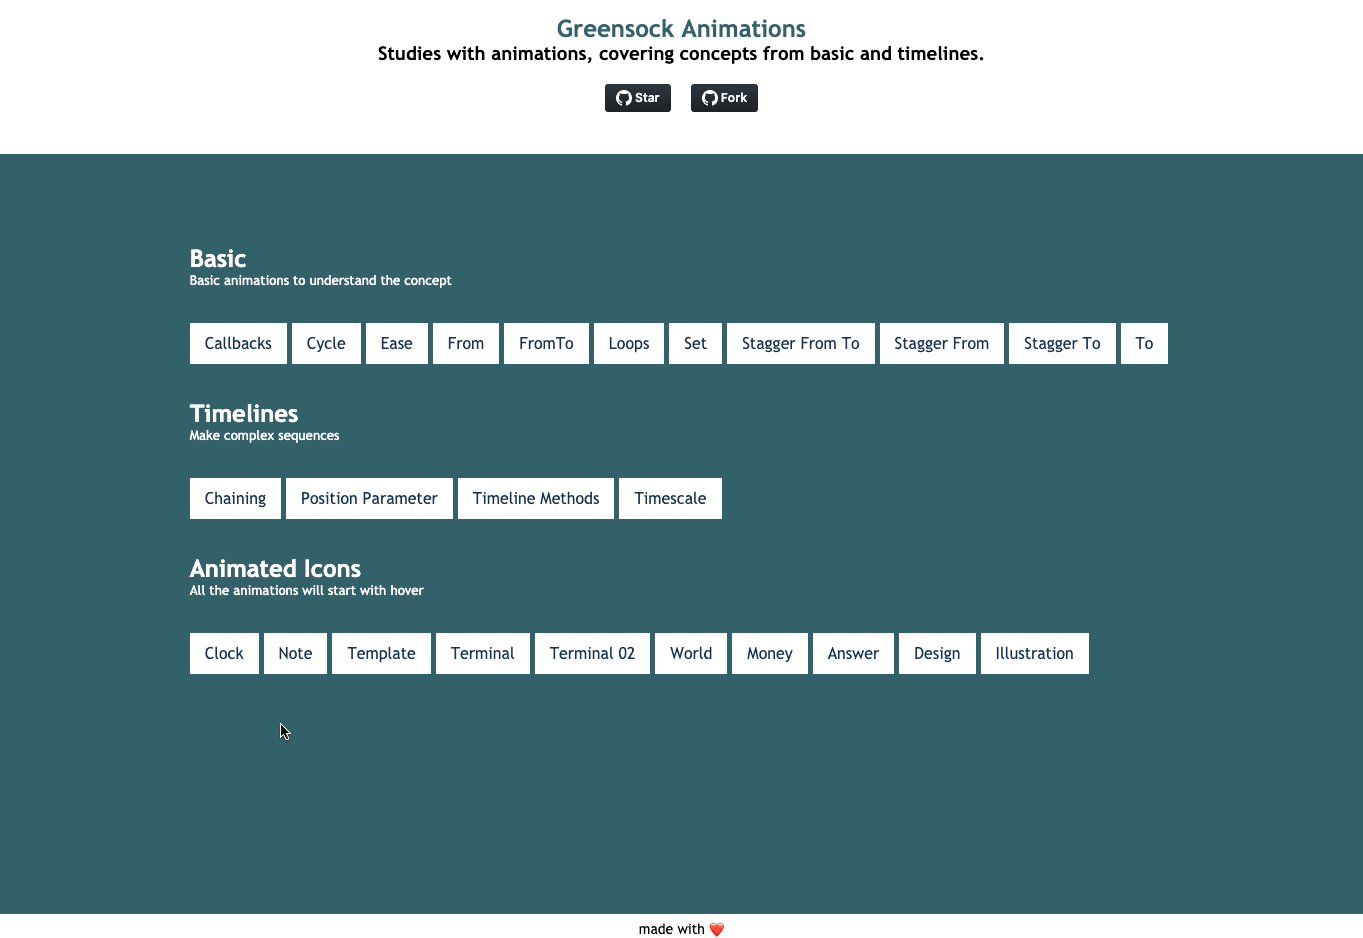 Greensock Animations
Studies with animations, covering concepts from basic and timelines.
Star Fork
Basic
Basic animations to understand the concept
Callbacks Cycle Ease From FromTo Loops Set Stagger From To Stagger From Stagger To To
Timelines
Make complex sequences
Chaining Position Parameter Timeline Methods Timescale
Animated Icons
All the animations will start with hover
Clock Note Template Terminal Terminal 02 World Money Answer Design Illustration
made with ❤️